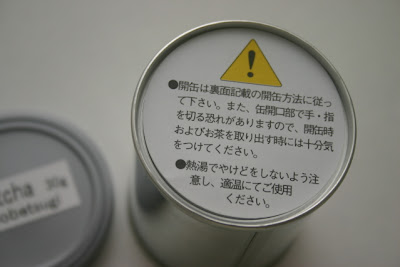 ●開缶は裏面記載の開缶方法に従っ
て下さい。また、缶開口部で手・指
を切る恐れがありますので、開缶時
およびお茶を取り出す時には十分気
をつけてください。
●熱湯でやけどをしないよう注
意し、適温にてご使用
ください。
tcha 30g